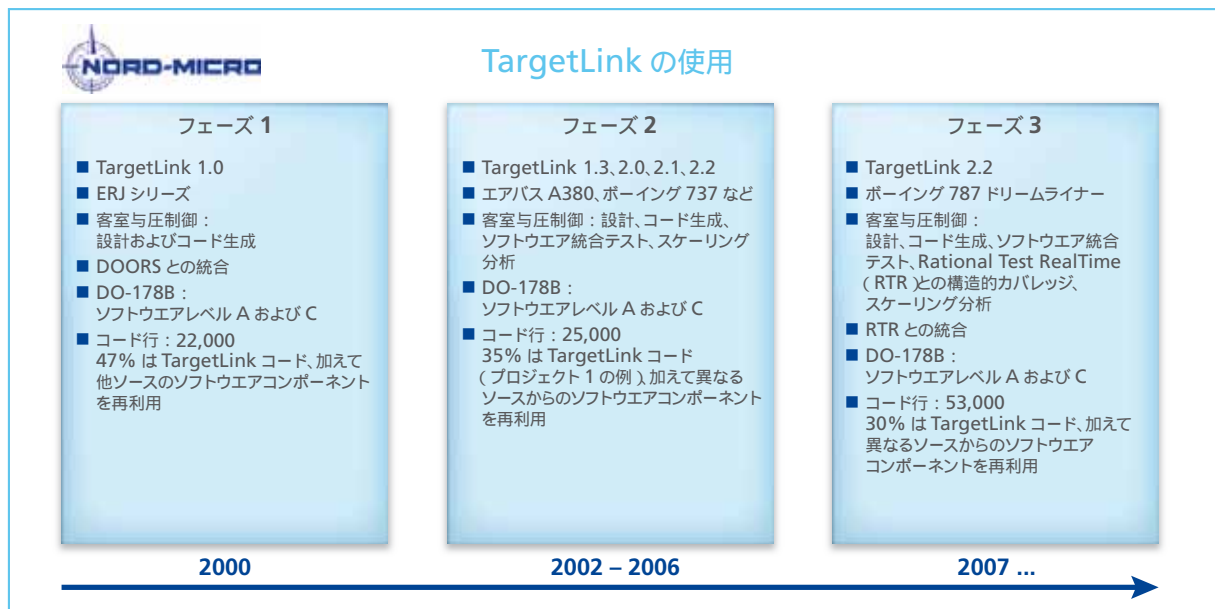 NORD-MICRO
TargetLink の使用
フェーズ 1
■ TargetLink 1.0
■ ERJ シリーズ
■ 客室与圧制御：
設計およびコード生成
■ DOORS との統合
■ DO-178B：
ソフトウエアレベル A および C
■ コード行：22,000
47% は TargetLink コード、加えて
他ソースのソフトウエアコンポーネント
を再利用
2000
フェーズ 2
■ TargetLink 1.3、2.0、2.1、2.2
■ エアバス A380、ボーイング 737 など
■ 客室与圧制御：設計、コード生成、
ソフトウエア統合テスト、スケーリング
分析
■ DO-178B：
ソフトウエアレベル A および C
■ コード行：25,000
35% は TargetLink コード
（プロジェクト 1 の例）、加えて異なる
ソースからのソフトウエアコンポーネント
を再利用
2002 – 2006
フェーズ 3
■ TargetLink 2.2
■ ボーイング 787 ドリームライナー
■ 客室与圧制御：
設計、コード生成、ソフトウエア統合
テスト、Rational Test RealTime
（RTR）との構造的カバレッジ、
スケーリング分析
■ RTR との統合
■ DO-178B：
ソフトウエアレベル A および C
■ コード行：53,000
30% は TargetLink コード、加えて
異なるソースからのソフトウエア
コンポーネントを再利用
2007 ...